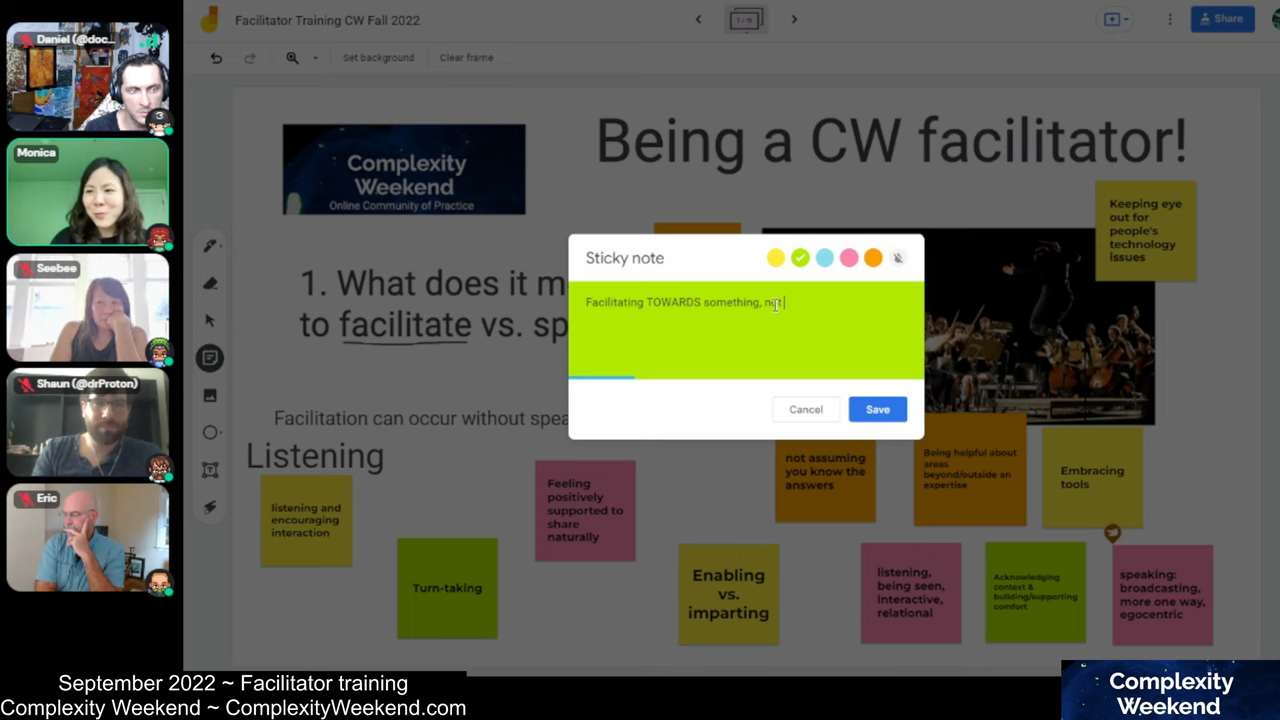 Facilitator Training CW Fall 2022
Share
Set background
Clear frame
Daniel (@doc...
Monica
Seebee
Shaun (@drProton)
Eric
Complexity
Weekend
Online Community of Practice
Being a CW facilitator!
Keeping eye
out for
people's
technology
issues
1. What does it m
to facilitate vs. sp
Sticky note
Facilitating TOWARDS something, not
Cancel
Save
Facilitation can occur without spea
Listening
listening and
encouraging
interaction
Turn-taking
Feeling
positively
supported to
share
naturally
Enabling
vs.
imparting
not assuming
you know the
answers
Being helpful about
areas
beyond/outside an
expertise
Embracing
tools
listening,
being seen,
interactive,
relational
Acknowledging
context &
building/supporting
comfort
speaking:
broadcasting,
more one way,
egocentric
September 2022 ~ Facilitator training
Complexity Weekend ~ ComplexityWeekend.com
Complexity
Weekend